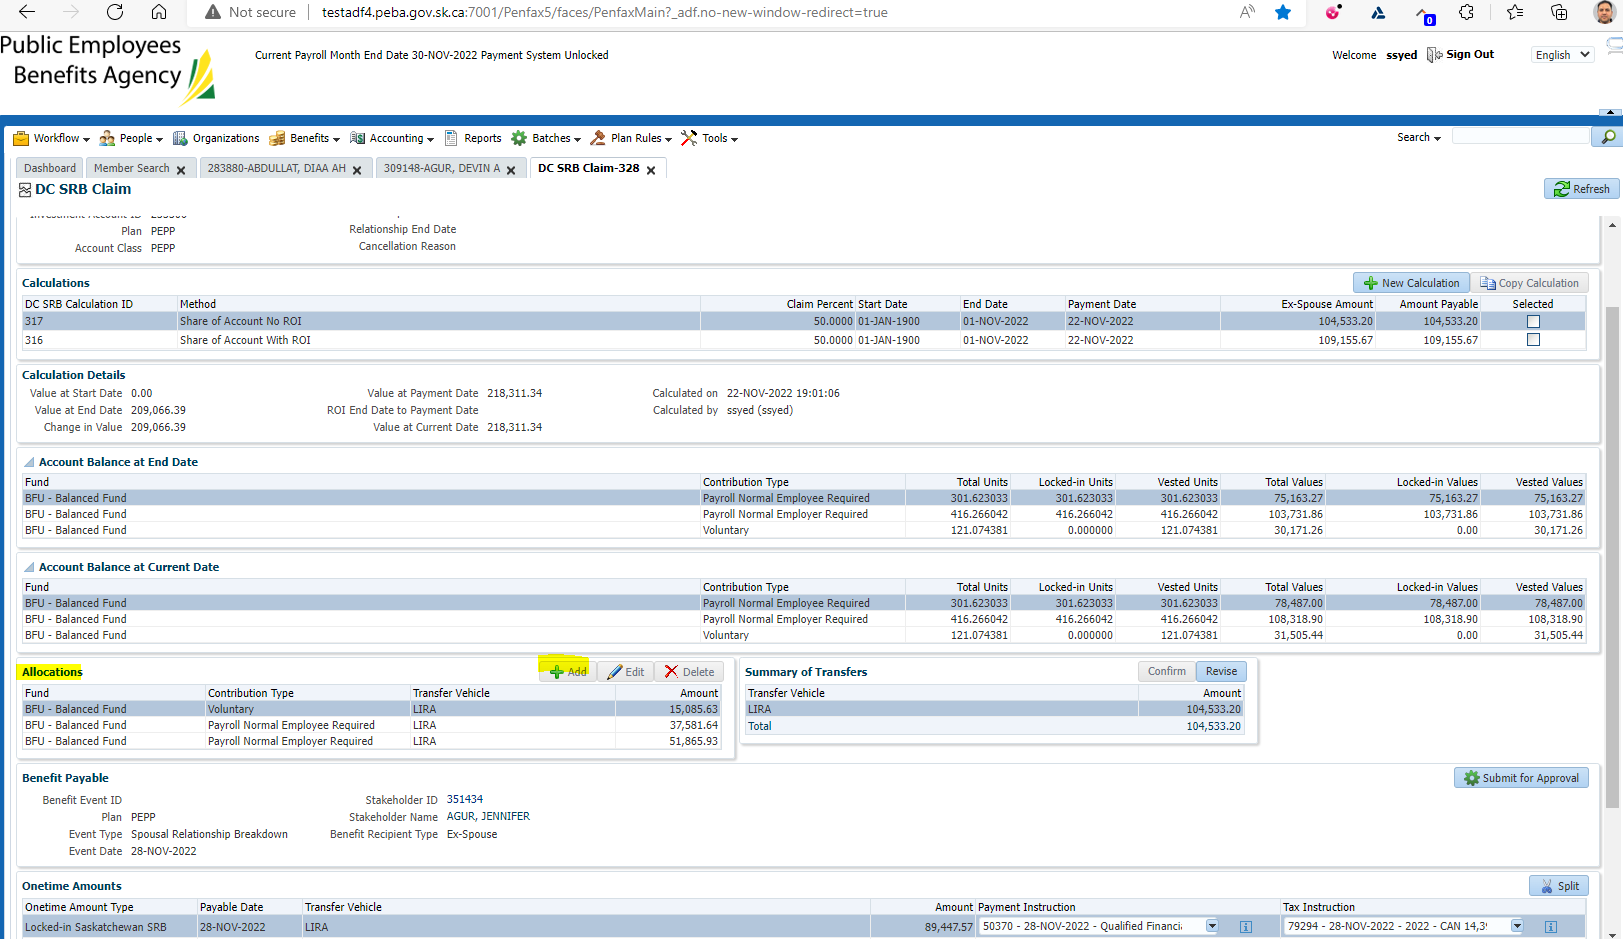 Not secure testadf4.peba.gov.sk.ca:7001/Penfax5/faces/PenfaxMain?_adf.no-new-window-redirect=true
0
Public Employees
Benefits Agency
Current Payroll Month End Date 30-NOV-2022 Payment System Unlocked
Welcome ssyed Sign Out English
Workflow People Organizations Benefits Accounting Reports Batches Plan Rules Tools Search
Dashboard Member Search 283880-ABDULLAT, DIAA AH 309148-AGUR, DEVIN A DC SRB Claim-328
DC SRB Claim Refresh
Investment Account ID
Plan PEPP Relationship End Date
Account Class PEPP Cancellation Reason
Calculations New Calculation Copy Calculation
DC SRB Calculation ID Method Claim Percent Start Date End Date Payment Date Ex-Spouse Amount Amount Payable Selected
317 Share of Account No ROI 50.0000 01-JAN-1900 01-NOV-2022 22-NOV-2022 104,533.20 104,533.20
316 Share of Account With ROI 50.0000 01-JAN-1900 01-NOV-2022 22-NOV-2022 109,155.67 109,155.67
Calculation Details
Value at Start Date 0.00 Value at Payment Date 218,311.34 Calculated on 22-NOV-2022 19:01:06
Value at End Date 209,066.39 ROI End Date to Payment Date Calculated by ssyed (ssyed)
Change in Value 209,066.39 Value at Current Date 218,311.34
Account Balance at End Date
Fund Contribution Type Total Units Locked-in Units Vested Units Total Values Locked-in Values Vested Values
BFU - Balanced Fund Payroll Normal Employee Required 301.623033 301.623033 301.623033 75,163.27 75,163.27 75,163.27
BFU - Balanced Fund Payroll Normal Employer Required 416.266042 416.266042 416.266042 103,731.86 103,731.86 103,731.86
BFU - Balanced Fund Voluntary 121.074381 0.000000 121.074381 30,171.26 0.00 30,171.26
Account Balance at Current Date
Fund Contribution Type Total Units Locked-in Units Vested Units Total Values Locked-in Values Vested Values
BFU - Balanced Fund Payroll Normal Employee Required 301.623033 301.623033 301.623033 78,487.00 78,487.00 78,487.00
BFU - Balanced Fund Payroll Normal Employer Required 416.266042 416.266042 416.266042 108,318.90 108,318.90 108,318.90
BFU - Balanced Fund Voluntary 121.074381 0.000000 121.074381 31,505.44 0.00 31,505.44
Allocations Add Edit Delete
Fund Contribution Type Transfer Vehicle Amount
BFU - Balanced Fund Voluntary LIRA 15,085.63
BFU - Balanced Fund Payroll Normal Employee Required LIRA 37,581.64
BFU - Balanced Fund Payroll Normal Employer Required LIRA 51,865.93
Summary of Transfers Confirm Revise
Transfer Vehicle Amount
LIRA 104,533.20
Total 104,533.20
Benefit Payable Submit for Approval
Benefit Event ID Stakeholder ID 351434
Plan PEPP Stakeholder Name AGUR, JENNIFER
Event Type Spousal Relationship Breakdown Benefit Recipient Type Ex-Spouse
Event Date 28-NOV-2022
Onetime Amounts Split
Onetime Amount Type Payable Date Transfer Vehicle Amount Payment Instruction Tax Instruction
Locked-in Saskatchewan SRB 28-NOV-2022 LIRA 89,447.57 50370 - 28-NOV-2022 - Qualified Financi 79294 - 28-NOV-2022 - 2022 - CAN 14,3